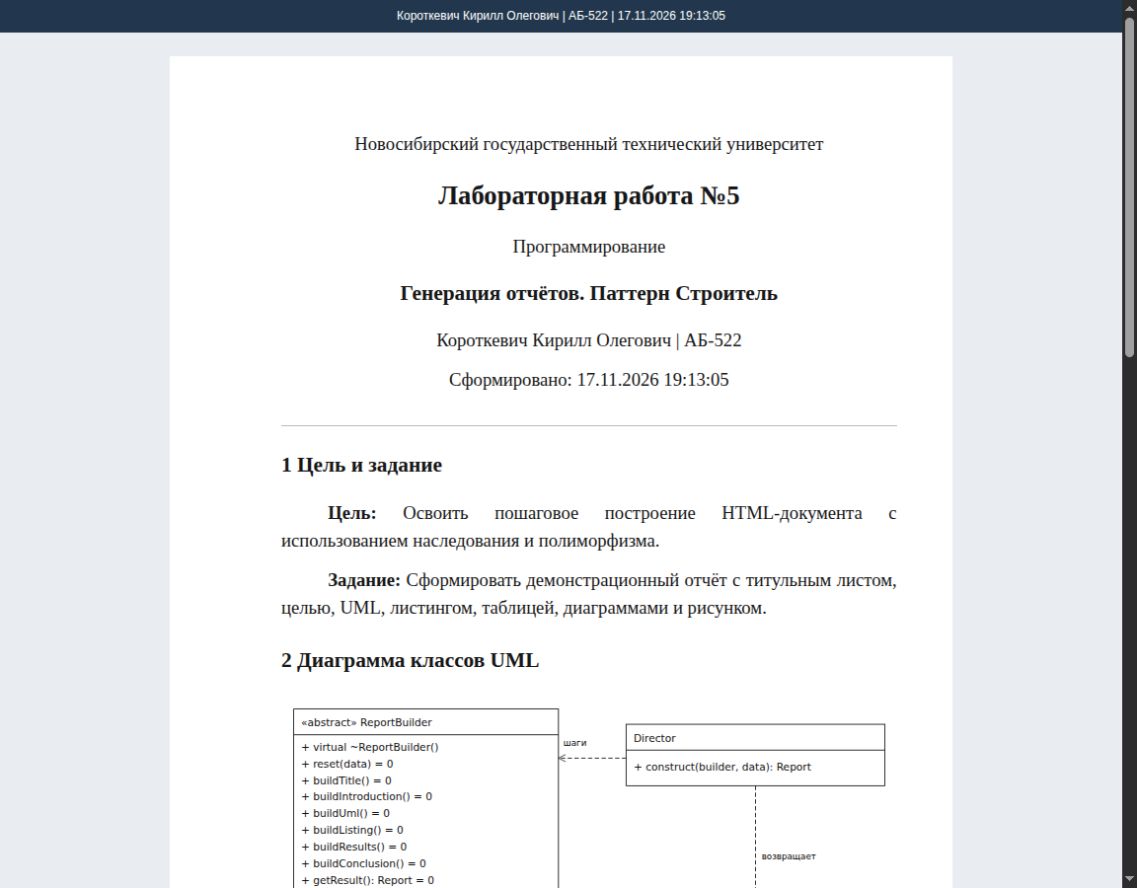 Короткевич Кирилл Олегович | АБ-522 | 17.11.2026 19:13:05
Новосибирский государственный технический университет
Лабораторная работа №5
Программирование
Генерация отчётов. Паттерн Строитель
Короткевич Кирилл Олегович | АБ-522
Сформировано: 17.11.2026 19:13:05
1 Цель и задание
Цель: Освоить пошаговое построение HTML-документа с
использованием наследования и полиморфизма.
Задание: Сформировать демонстрационный отчёт с титульным листом,
целью, UML, листингом, таблицей, диаграммами и рисунком.
2 Диаграмма классов UML
«abstract» ReportBuilder
+ virtual ~ReportBuilder()
+ reset(data) = 0
+ buildTitle() = 0
+ buildIntroduction() = 0
+ buildUml() = 0
+ buildListing() = 0
+ buildResults() = 0
+ buildConclusion() = 0
+ getResult(): Report = 0
шаги
Director
+ construct(builder, data): Report
возвращает